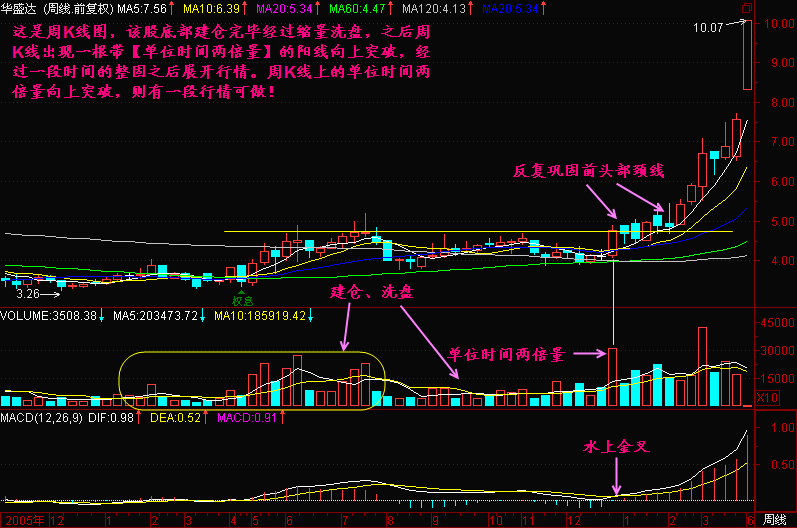 华盛达 (周线.前复权) MA5:7.56↑ MA10:6.39↑ MA20:5.34↑ MA60:4.47↑ MA120:4.13↑ MA20:5.34↑
10.07
10.00
这是周K线图，该股底部建仓完毕经过缩量洗盘，之后周
K线出现一根带【单位时间两倍量】的阳线向上突破，经
过一段时间的整固之后展开行情。周K线上的单位时间两
倍量向上突破，则有一段行情可做！
9.00
8.00
7.00
反复巩固前头部颈线
6.00
5.00
4.00
3.26
权息
建仓、洗盘
VOLUME:3508.38↓ MA5:203473.72↓ MA10:185919.42↓
45000
单位时间两倍量
30000
15000
X10
MACD(12,26,9) DIF:0.98↑ DEA:0.52↑ MACD:0.91↑
1.00
水上金叉
0.50
2005年 12 1 2 3 4 5 6 7 8 9 10 11 12 1 2 3 6 周线